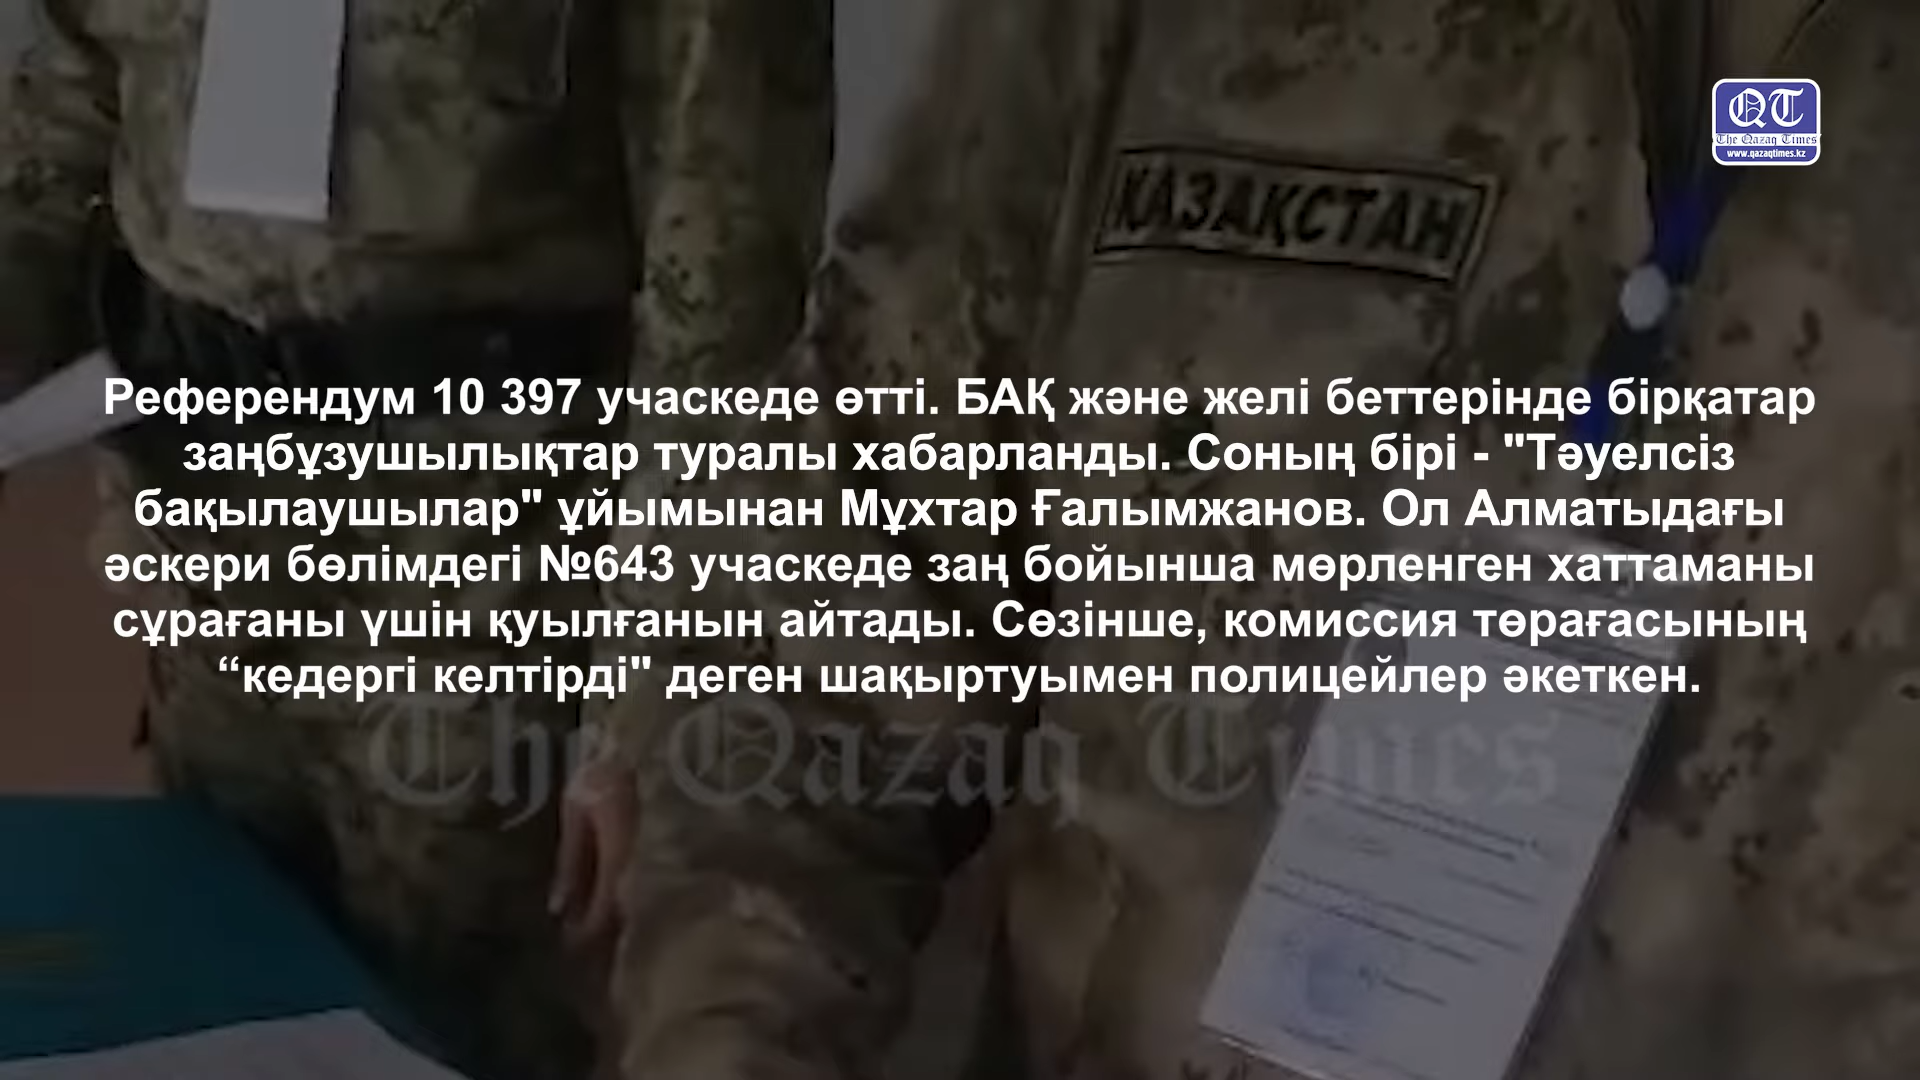 QT
The Qazaq Times
www.qazaqtimes.kz
ҚАЗАҚСТАН
Референдум 10 397 учаскеде өтті. БАҚ және желі беттерінде бірқатар
заңбұзушылықтар туралы хабарланды. Соның бірі - "Тәуелсіз
бақылаушылар" ұйымынан Мұхтар Ғалымжанов. Ол Алматыдағы
әскери бөлімдегі №643 учаскеде заң бойынша мөрленген хаттаманы
сұрағаны үшін қуылғанын айтады. Сөзінше, комиссия төрағасының
“кедергі келтірді" деген шақыртуымен полицейлер әкеткен.
The Qazaq Times